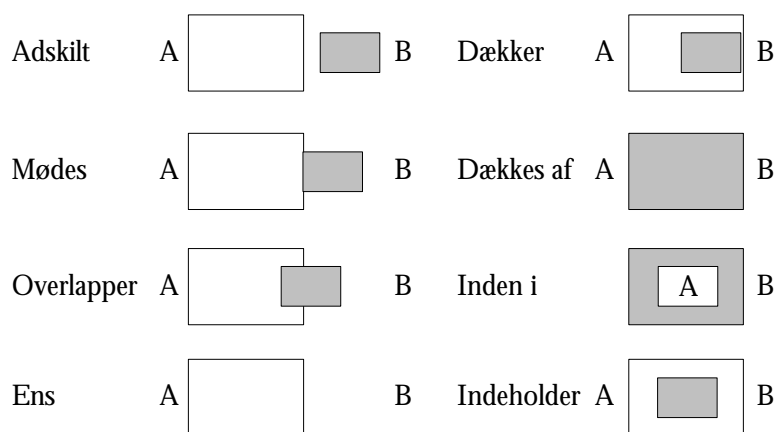 Adskilt A B Dækker A B
Mødes A B Dækkes af A B
Overlapper A B Inden i A B
Ens A B Indeholder A B